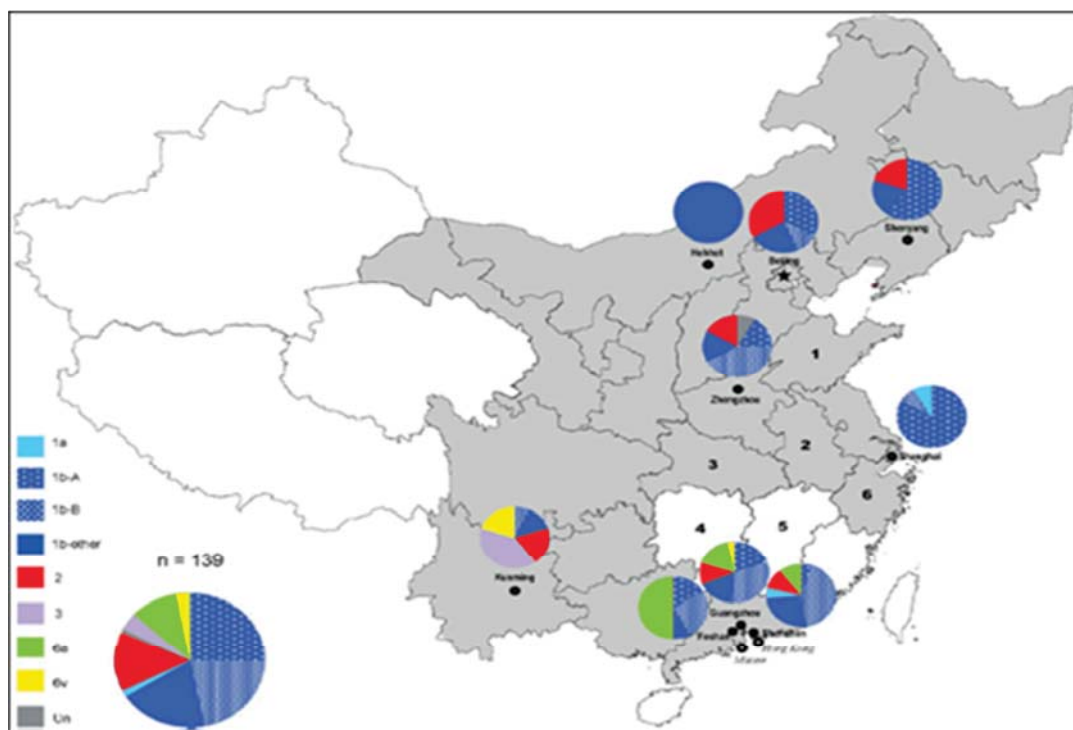 Shenyang
Hohhot
Beijing
1
Zhengzhou
Shanghai
2
3
6
4
5
1a
1b-A
1b-B
1b-other
2
3
6a
6v
Un
n = 139
Kunming
Guangzhou
Foshan
Shenzhen
Hong Kong
Macao